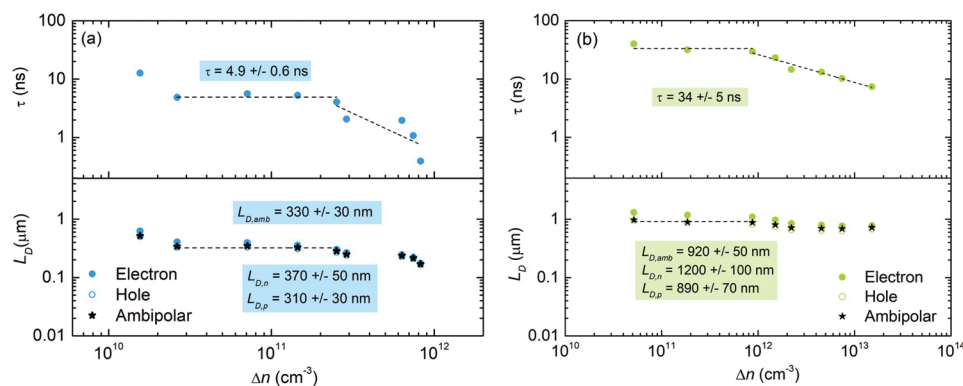 (a)
100
10
1
τ (ns)
τ = 4.9 +/- 0.6 ns
1
0.1
0.01
L_D(μm)
L_D,amb = 330 +/- 30 nm
L_D,n = 370 +/- 50 nm
L_D,p = 310 +/- 30 nm
Electron
Hole
Ambipolar
10^10
10^11
10^12
Δn (cm^-3)
(b)
100
10
1
τ (ns)
τ = 34 +/- 5 ns
1
0.1
0.01
L_D (μm)
L_D,amb = 920 +/- 50 nm
L_D,n = 1200 +/- 100 nm
L_D,p = 890 +/- 70 nm
Electron
Hole
Ambipolar
10^10
10^11
10^12
10^13
10^14
Δn (cm^-3)